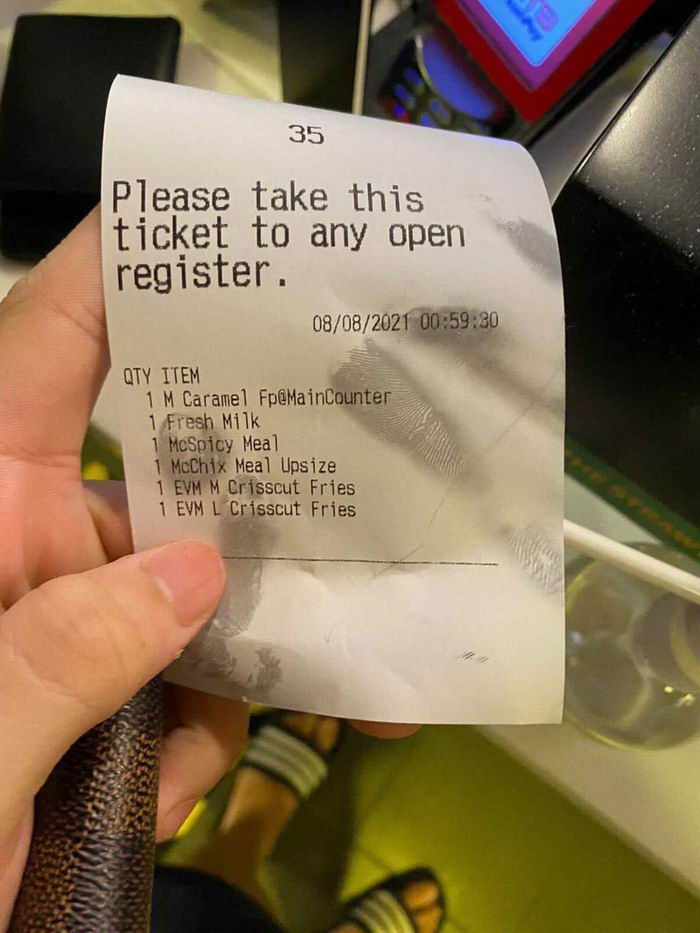 35
Please take this
ticket to any open
register.
08/08/2021 00:59:30
QTY ITEM
1 M Caramel Fp@MainCounter
1 Fresh Milk
1 McSpicy Meal
1 McChix Meal Upsize
1 EVM M Crisscut Fries
1 EVM L Crisscut Fries